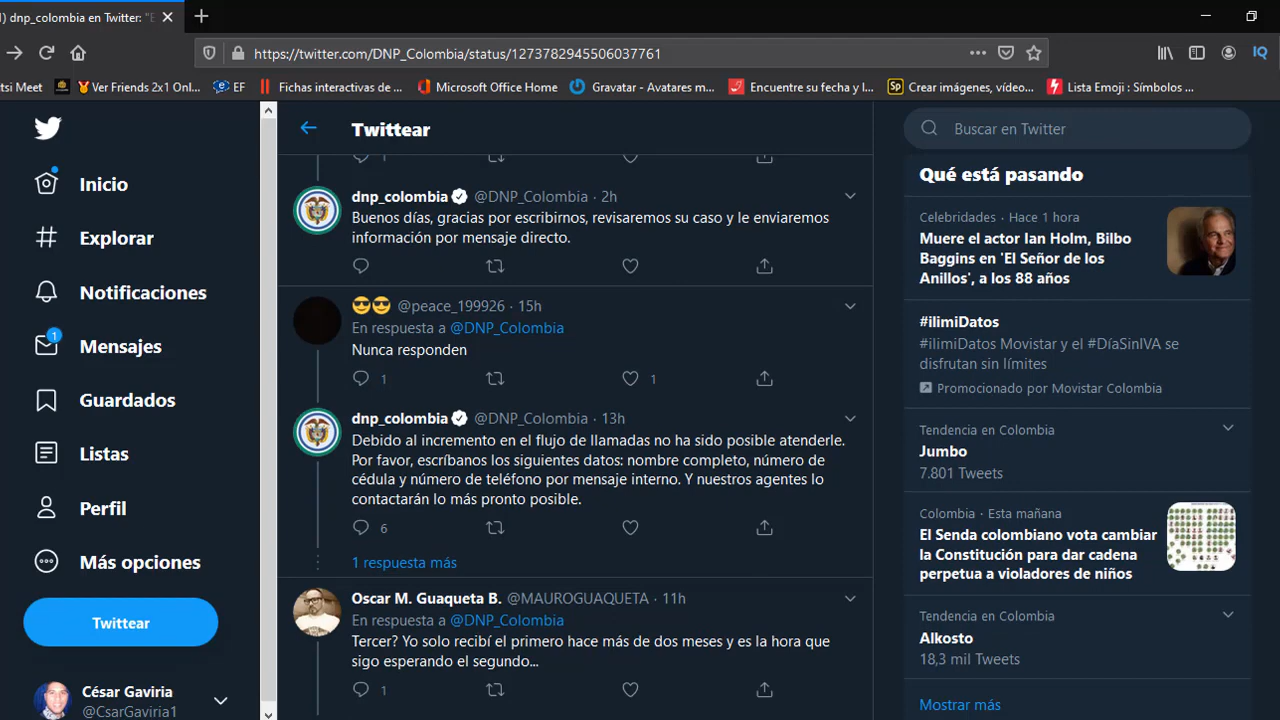 ) dnp_colombia en Twitter: "E
https://twitter.com/DNP_Colombia/status/1273782945506037761
tsi Meet
Ver Friends 2x1 Onl...
EF
Fichas interactivas de ...
Microsoft Office Home
Gravatar - Avatares m...
Encuentre su fecha y l...
Sp
Crear imágenes, vídeo...
Lista Emoji : Símbolos ...
IQ
Inicio
Explorar
Notificaciones
1
Mensajes
Guardados
Listas
Perfil
Más opciones
Twittear
César Gaviria
@CsarGaviria1
Twittear
1
dnp_colombia @DNP_Colombia · 2h
Buenos días, gracias por escribirnos, revisaremos su caso y le enviaremos
información por mensaje directo.
😎😎 @peace_199926 · 15h
En respuesta a @DNP_Colombia
Nunca responden
1 1
dnp_colombia @DNP_Colombia · 13h
Debido al incremento en el flujo de llamadas no ha sido posible atenderle.
Por favor, escríbanos los siguientes datos: nombre completo, número de
cédula y número de teléfono por mensaje interno. Y nuestros agentes lo
contactarán lo más pronto posible.
6
1 respuesta más
Oscar M. Guaqueta B. @MAUROGUAQUETA · 11h
En respuesta a @DNP_Colombia
Tercer? Yo solo recibí el primero hace más de dos meses y es la hora que
sigo esperando el segundo...
1
Buscar en Twitter
Qué está pasando
Celebridades · Hace 1 hora
Muere el actor Ian Holm, Bilbo
Baggins en 'El Señor de los
Anillos', a los 88 años
#ilimiDatos
#ilimiDatos Movistar y el #DíaSinIVA se
disfrutan sin límites
Promocionado por Movistar Colombia
Tendencia en Colombia
Jumbo
7.801 Tweets
Colombia · Esta mañana
El Senda colombiano vota cambiar
la Constitución para dar cadena
perpetua a violadores de niños
Tendencia en Colombia
Alkosto
18,3 mil Tweets
Mostrar más